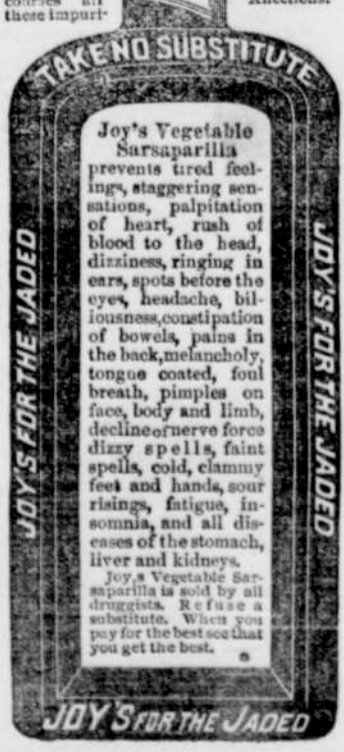 courses all
these impuri-
Affections.
TAKE NO SUBSTITUTE
JOY'S FOR THE JADED
Joy's Vegetable
Sarsaparilla
prevents tired feel-
ings, staggering sen-
sations, palpitation
of heart, rush of
blood to the head,
dizziness, ringing in
ears, spots before the
eyes, headache, bil-
iousness,constipation
of bowels, pains in
the back,melancholy,
tongue coated, foul
breath, pimples on
face, body and limb,
decline of nerve force
dizzy spells, faint
spells, cold, clammy
feet and hands, sour
risings, fatigue, in-
somnia, and all dis-
eases of the stomach,
liver and kidneys.
Joy,s Vegetable Sar-
saparilla is sold by all
druggists. Refuse a
substitute. When you
pay for the best see that
you get the best.
JOY'S FOR THE JADED
JOY'S FOR THE JADED